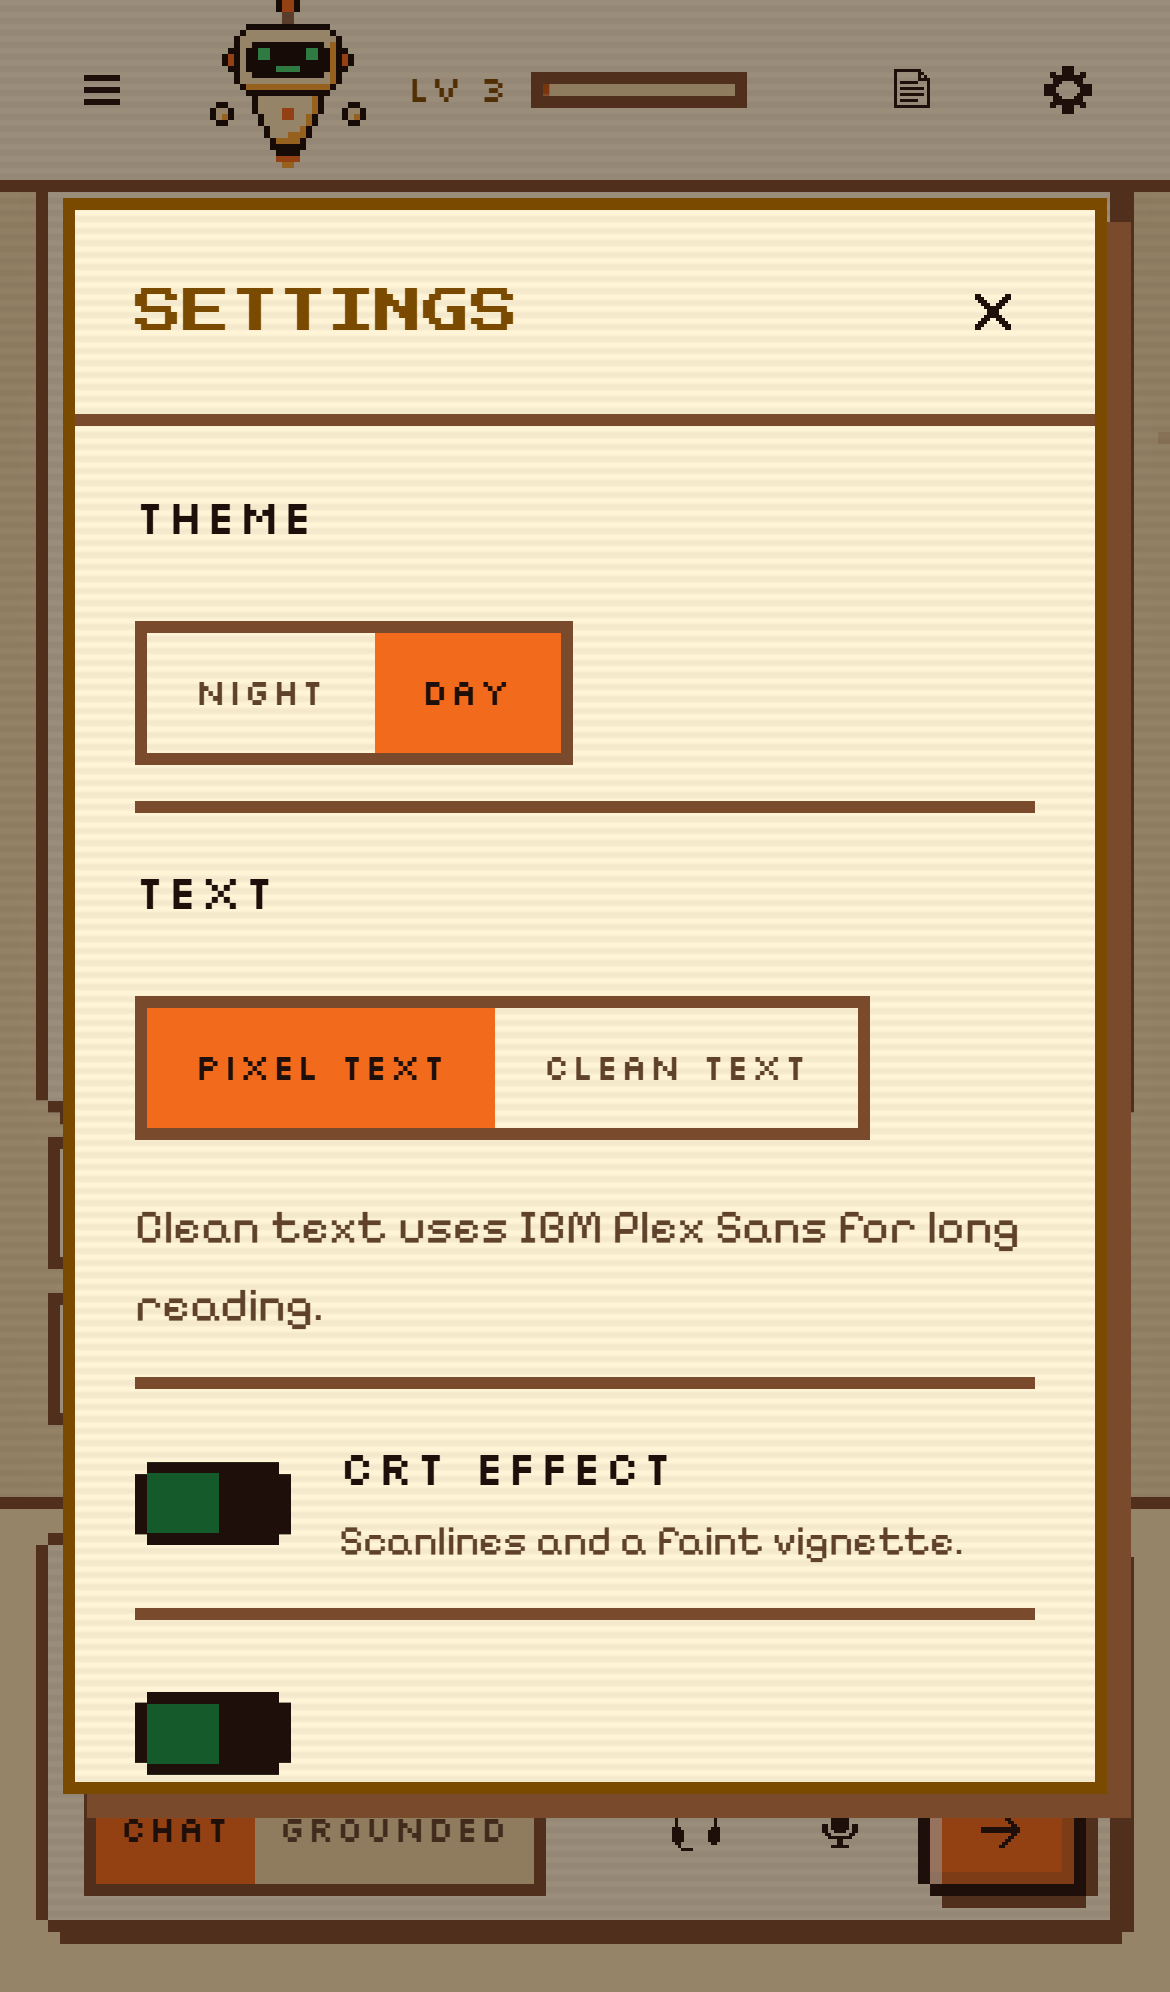 LV 3
SETTINGS
THEME
NIGHT DAY
TEXT
PIXEL TEXT CLEAN TEXT
Clean text uses IBM Plex Sans for long
reading.
CRT EFFECT
Scanlines and a faint vignette.
CHAT GROUNDED